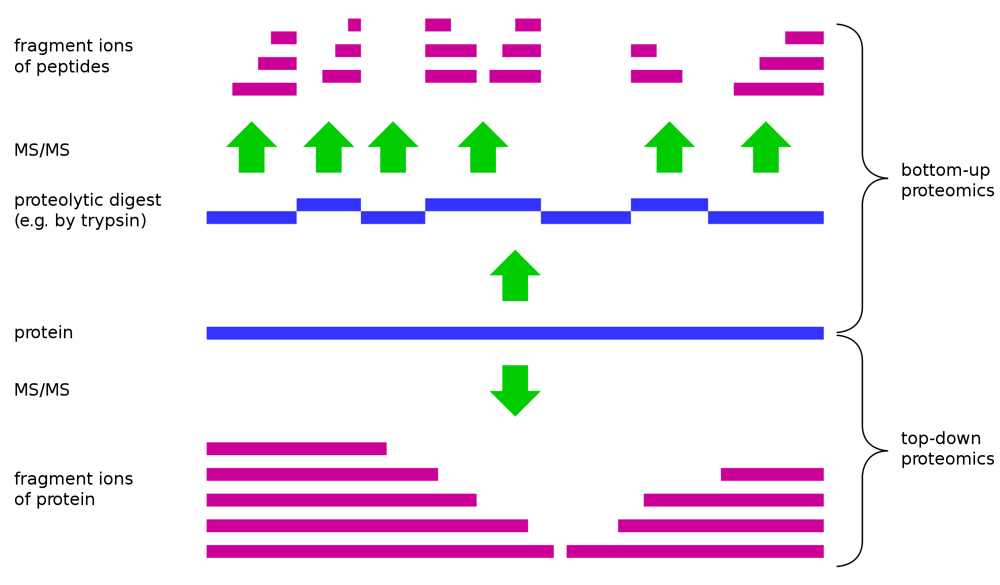 fragment ions
of peptides
MS/MS
bottom-up
proteomics
proteolytic digest
(e.g. by trypsin)
protein
MS/MS
top-down
proteomics
fragment ions
of protein